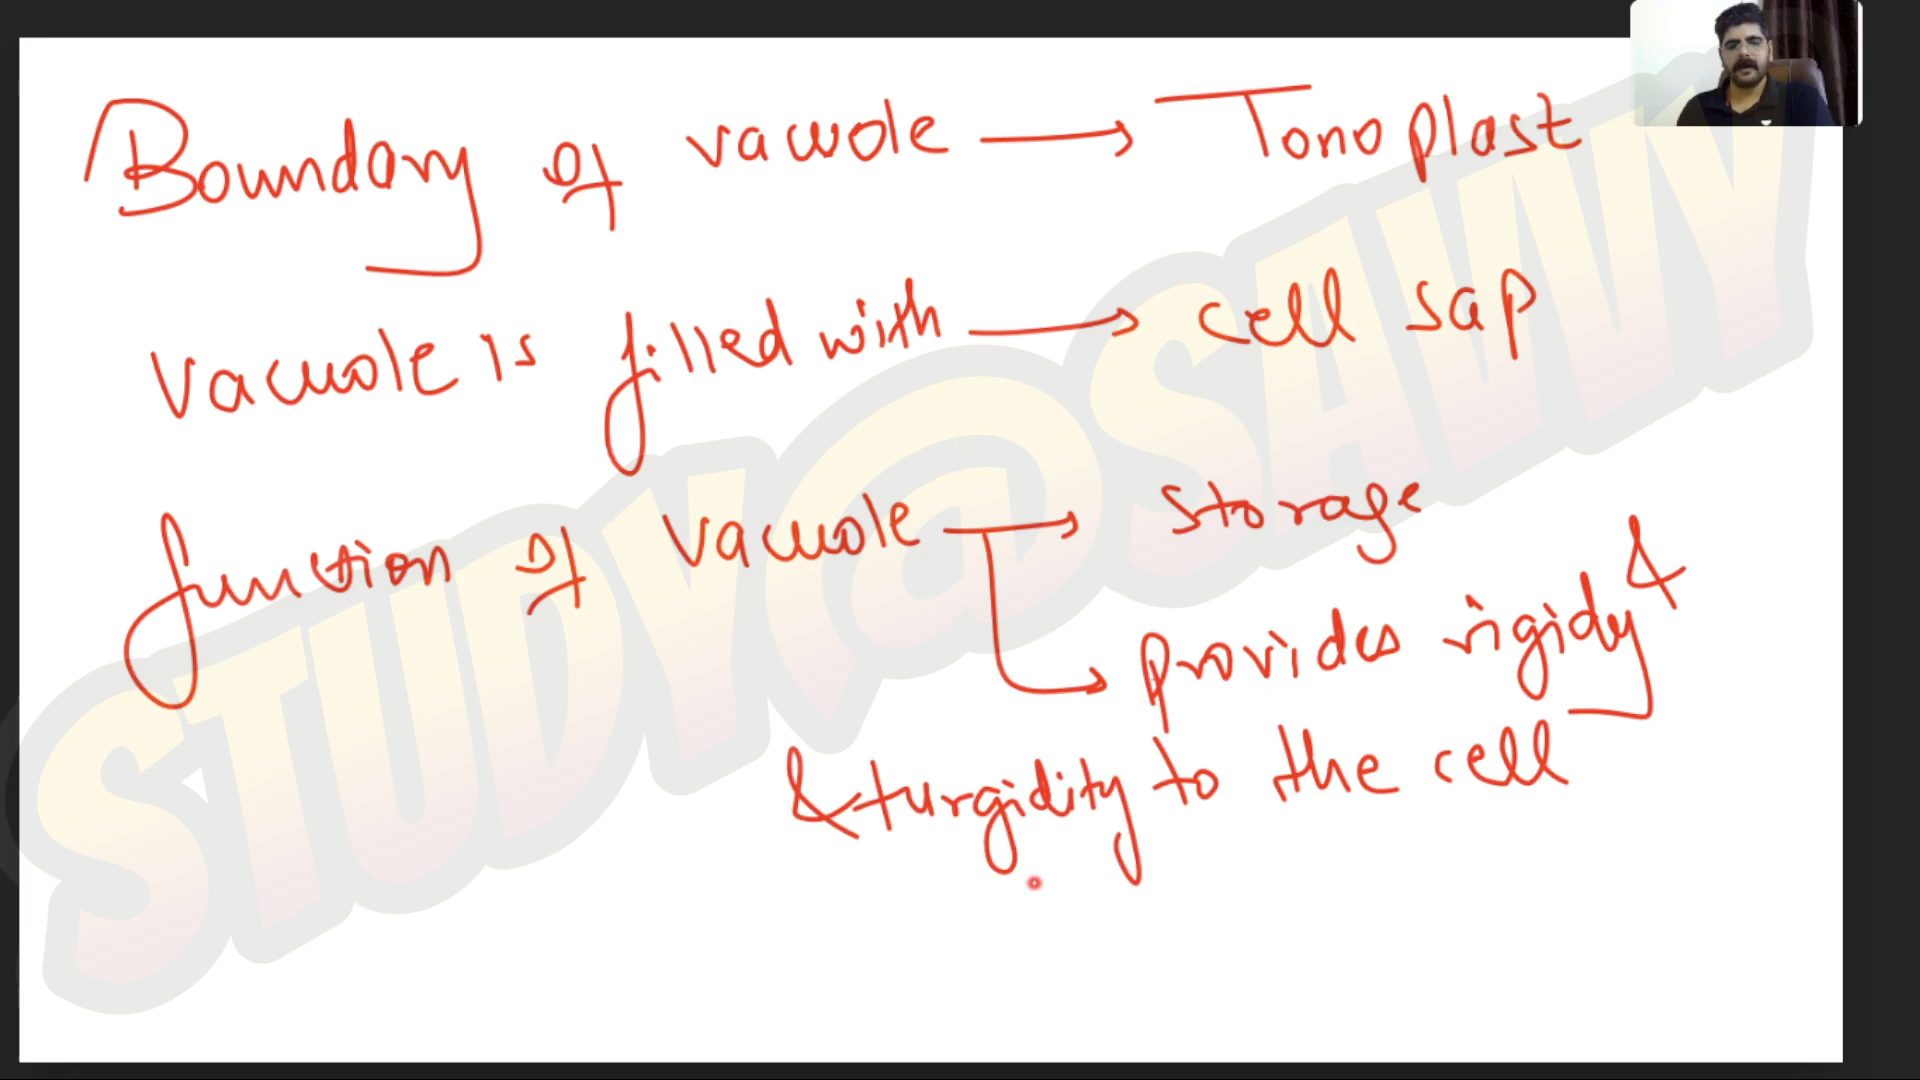 Boundary of vacuole → Tonoplast
Vacuole is filled with → cell sap
function of Vacuole → storage
→ provides rigidy &
& turgidity to the cell
STUDY@SAVVY